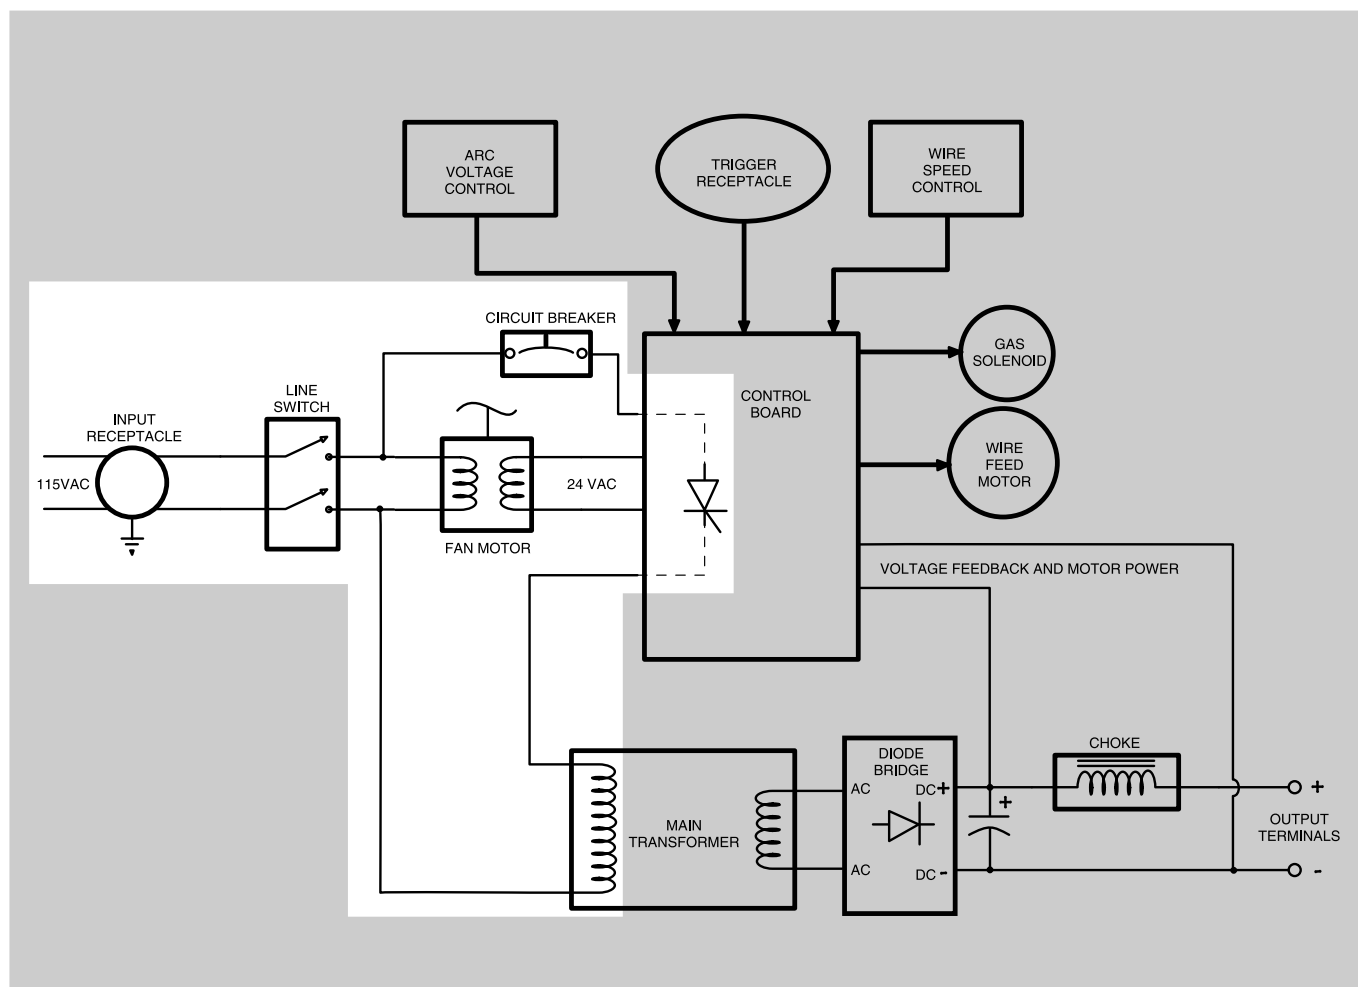 ARC
VOLTAGE
CONTROL
TRIGGER
RECEPTACLE
WIRE
SPEED
CONTROL
CIRCUIT BREAKER
GAS
SOLENOID
LINE
SWITCH
CONTROL
BOARD
INPUT
RECEPTACLE
WIRE
FEED
MOTOR
115VAC
24 VAC
FAN MOTOR
VOLTAGE FEEDBACK AND MOTOR POWER
CHOKE
DIODE
BRIDGE
AC
DC+
+
+
MAIN
TRANSFORMER
OUTPUT
TERMINALS
AC
DC-
-